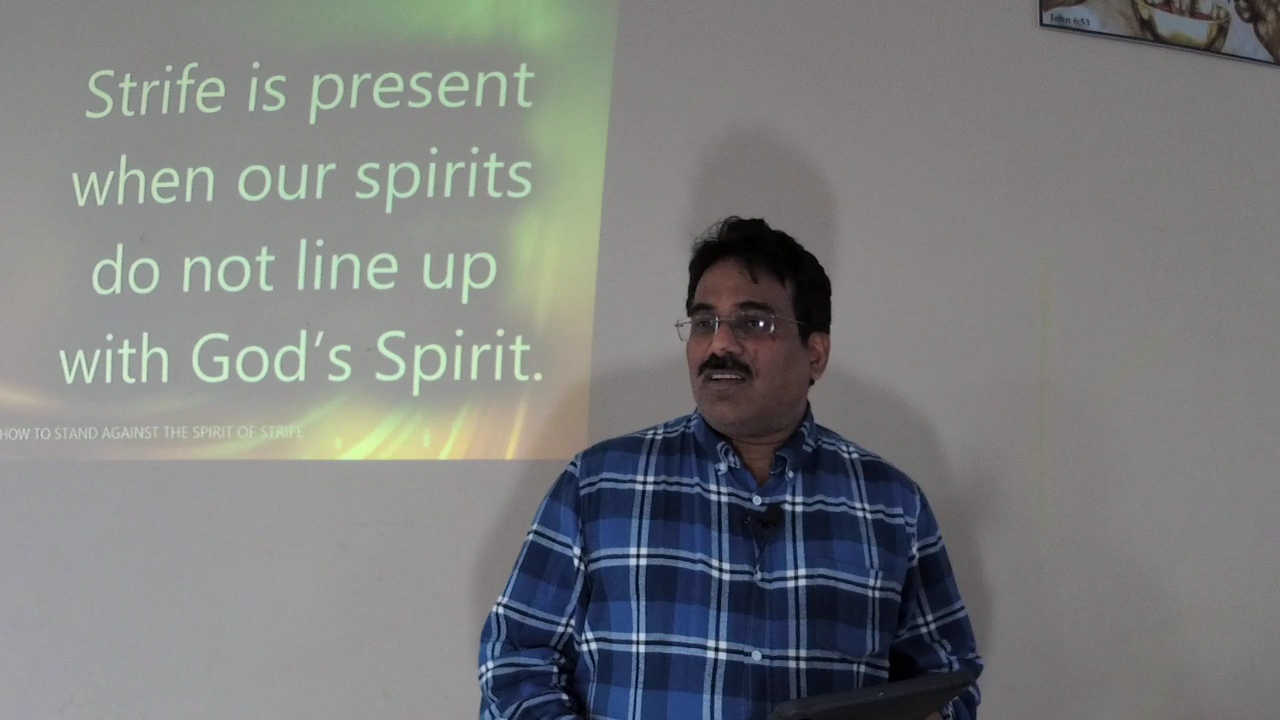 Strife is present
when our spirits
do not line up
with God's Spirit.
HOW TO STAND AGAINST THE SPIRIT OF STRIFE
John 6:53